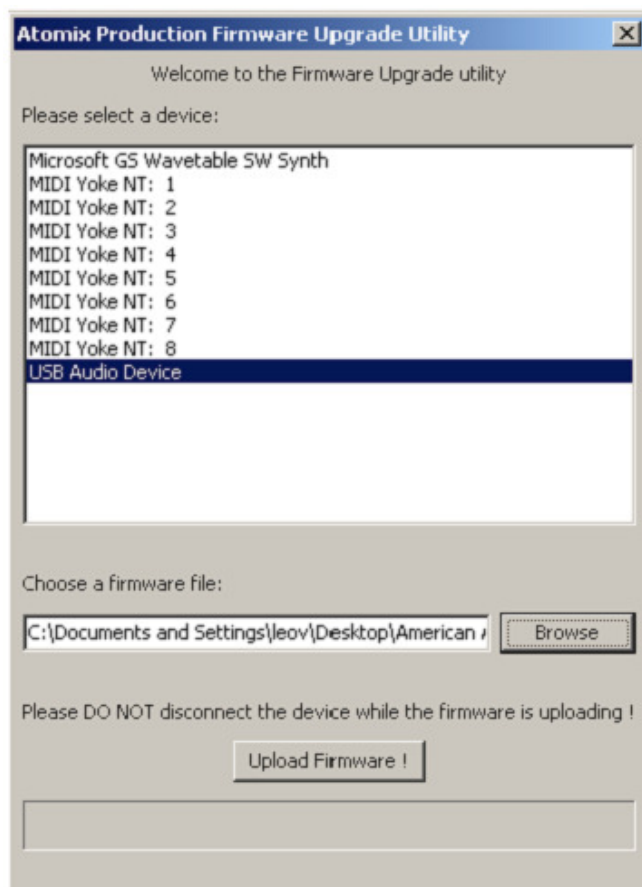 Atomix Production Firmware Upgrade Utility
Welcome to the Firmware Upgrade utility
Please select a device:
Microsoft GS Wavetable SW Synth
MIDI Yoke NT: 1
MIDI Yoke NT: 2
MIDI Yoke NT: 3
MIDI Yoke NT: 4
MIDI Yoke NT: 5
MIDI Yoke NT: 6
MIDI Yoke NT: 7
MIDI Yoke NT: 8
USB Audio Device
Choose a firmware file:
C:\Documents and Settings\leov\Desktop\American
Browse
Please DO NOT disconnect the device while the firmware is uploading !
Upload Firmware !